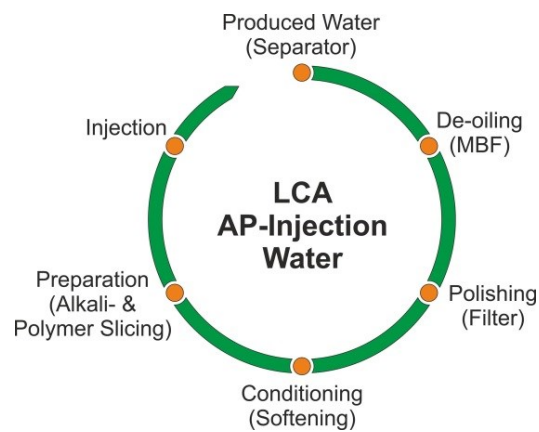 Produced Water
(Separator)
De-oiling
(MBF)
Polishing
(Filter)
Conditioning
(Softening)
Preparation
(Alkali- &
Polymer Slicing)
Injection
LCA
AP-Injection
Water